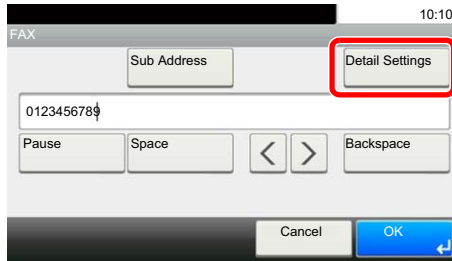 10:10
FAX
Sub Address
Detail Settings
0123456789
Pause
Space
<
>
Backspace
Cancel
OK